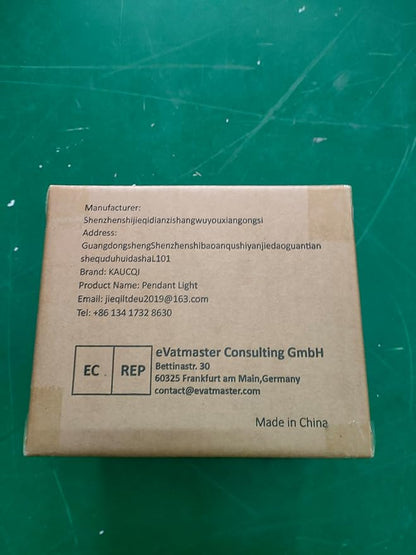 Manufacturer:
Shenzhenshijieqidianzishangwuyouxiangongsi
Address:
GuangdongshengShenzhenshibaoanqushiyanjiedaoguantian
shequduhuidashaL101
Brand: KAUCQJ
Product Name: Pendant Light
Email: jieqiltdeu2019@163.com
Tel: +86 134 1732 8630
EC REP
eVatmaster Consulting GmbH
Bettinastr. 30
60325 Frankfurt am Main,Germany
contact@evatmaster.com
Made in China